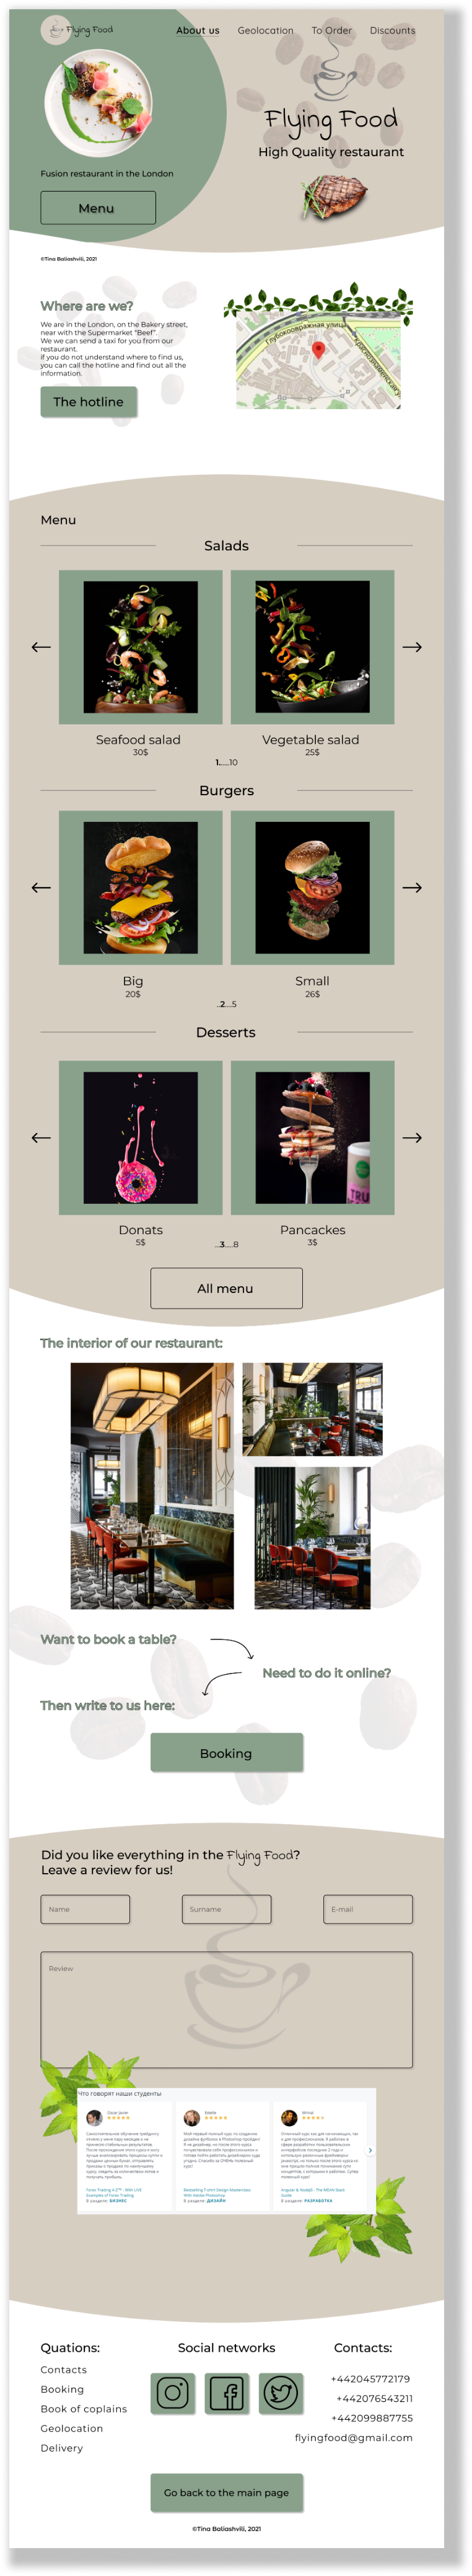 Flying Food
About us Geolocation To Order Discounts
Flying Food
High Quality restaurant
Fusion restaurant in the London
Menu
©Tina Baliashvili, 2021
Where are we?
We are in the London, on the Bakery street,
near with the Supermarket "Beef".
We we can send a taxi for you from our
restaurant.
if you do not understand where to find us,
you can call the hotline and find out all the
information.
The hotline
Глубокоовражная улица
Menu
Salads
Seafood salad
30$
Vegetable salad
25$
1.....10
Burgers
Big
20$
Small
26$
..2....5
Desserts
TRU
Donats
5$
Pancackes
3$
...3.....8
All menu
The interior of our restaurant:
Want to book a table?
Need to do it online?
Then write to us here:
Booking
Did you like everything in the Flying Food?
Leave a review for us!
Name
Surname
E-mail
Review
Что говорят наши студенты
В разделе: БИЗНЕС
В разделе: ДИЗАЙН
В разделе: РАЗРАБОТКА
Quations:
Contacts
Booking
Book of coplains
Geolocation
Delivery
Social networks
Contacts:
+442045772179
+442076543211
+442099887755
flyingfood@gmail.com
Go back to the main page
©Tina Baliashvili, 2021